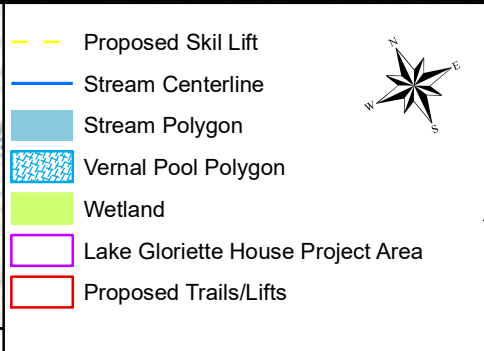 Proposed Skil Lift
Stream Centerline
Stream Polygon
Vernal Pool Polygon
Wetland
Lake Gloriette House Project Area
Proposed Trails/Lifts
N
E
W
S